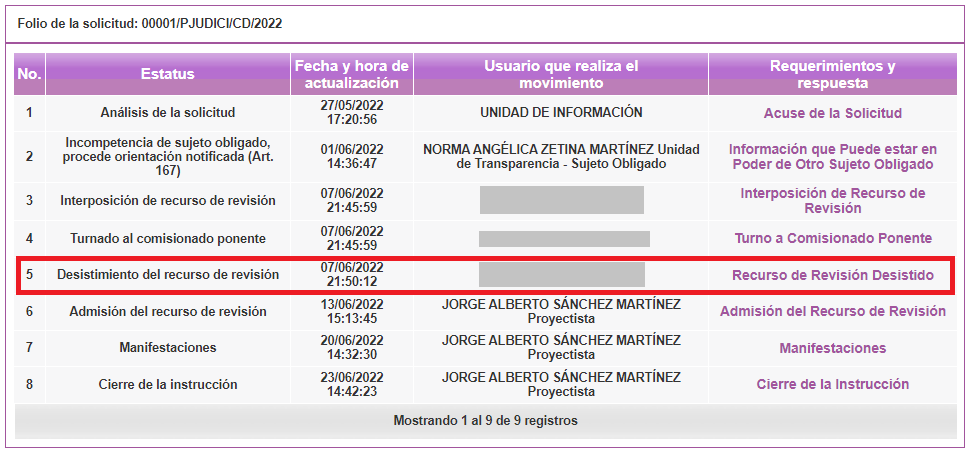 Folio de la solicitud: 00001/PJUDICI/CD/2022
No. Estatus Fecha y hora de actualización Usuario que realiza el movimiento Requerimientos y respuesta
1 Análisis de la solicitud 27/05/2022 17:20:56 UNIDAD DE INFORMACIÓN Acuse de la Solicitud
2 Incompetencia de sujeto obligado, procede orientación notificada (Art. 167) 01/06/2022 14:36:47 NORMA ANGÉLICA ZETINA MARTÍNEZ Unidad de Transparencia - Sujeto Obligado Información que Puede estar en Poder de Otro Sujeto Obligado
3 Interposición de recurso de revisión 07/06/2022 21:45:59 Interposición de Recurso de Revisión
4 Turnado al comisionado ponente 07/06/2022 21:45:59 Turno a Comisionado Ponente
5 Desistimiento del recurso de revisión 07/06/2022 21:50:12 Recurso de Revisión Desistido
6 Admisión del recurso de revisión 13/06/2022 15:13:45 JORGE ALBERTO SÁNCHEZ MARTÍNEZ Proyectista Admisión del Recurso de Revisión
7 Manifestaciones 20/06/2022 14:32:30 JORGE ALBERTO SÁNCHEZ MARTÍNEZ Proyectista Manifestaciones
8 Cierre de la instrucción 23/06/2022 14:42:23 JORGE ALBERTO SÁNCHEZ MARTÍNEZ Proyectista Cierre de la Instrucción
Mostrando 1 al 9 de 9 registros